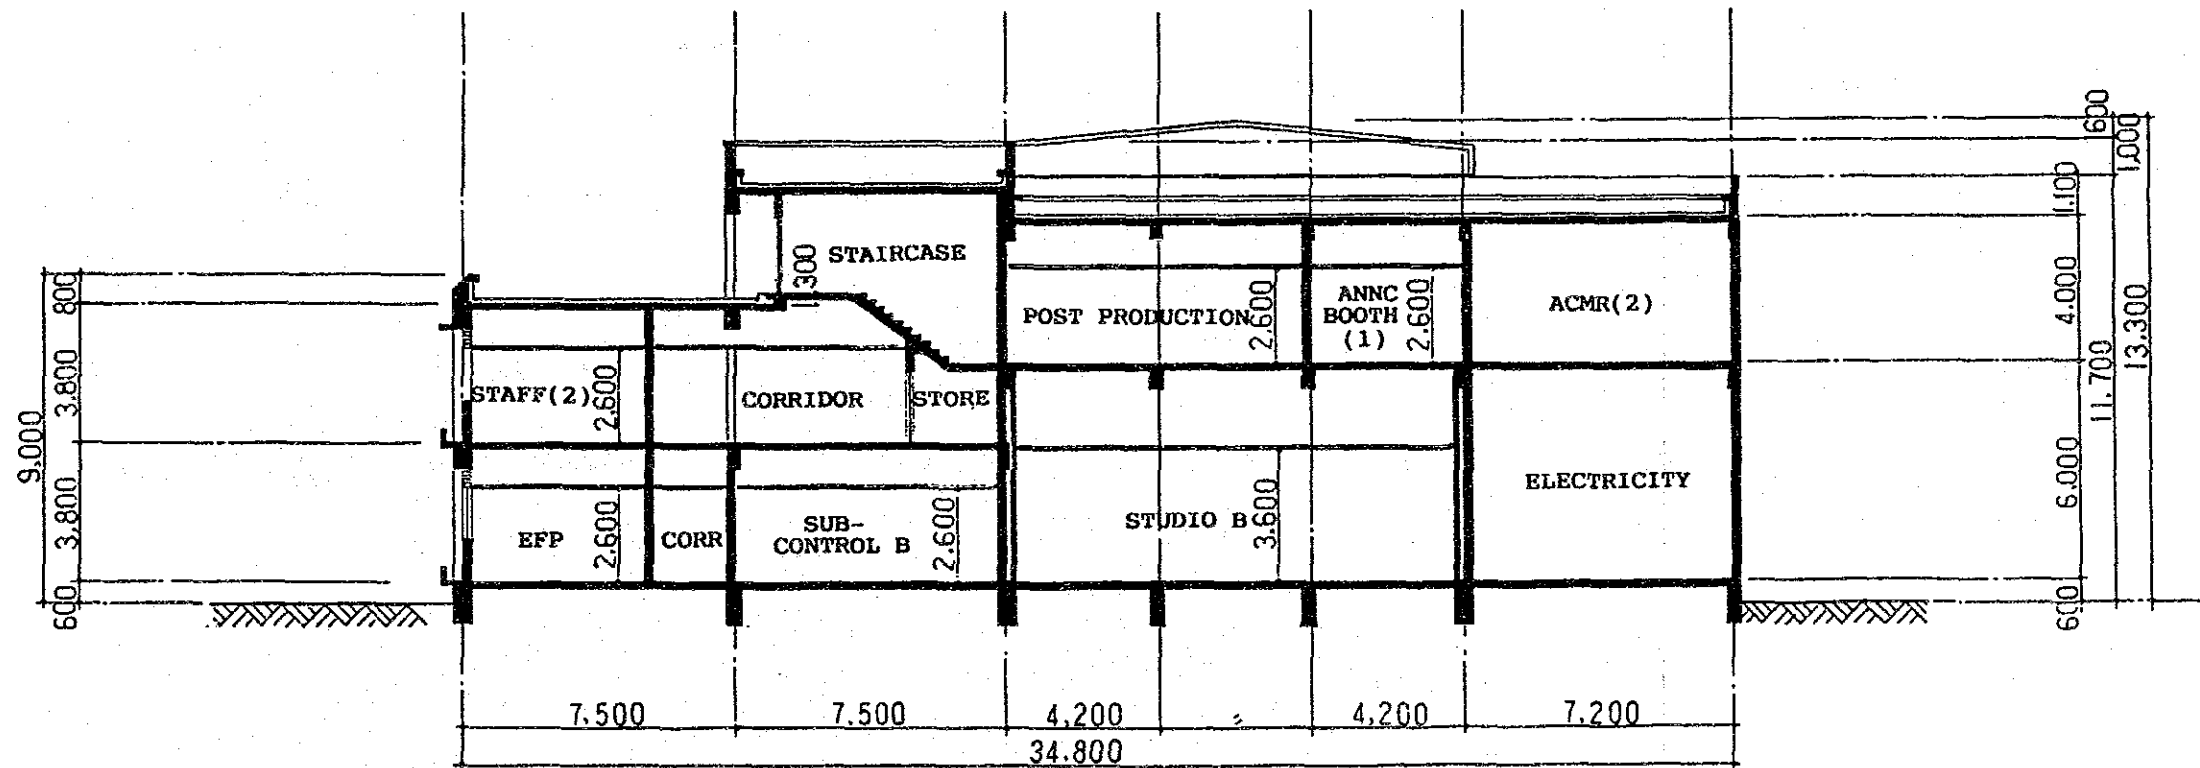 600
1.000
1.100
4.000
13.300
11.700
6.000
600
800
3.800
9.000
3.800
600
STAIRCASE
1.300
POST PRODUCTION
2.600
ANNC
BOOTH
(1)
2.600
ACMR(2)
STAFF(2)
2.600
CORRIDOR
STORE
EFP
2.600
CORR
SUB-
CONTROL B
2.600
STUDIO B
3.600
ELECTRICITY
7.500
7.500
4.200
〃
4.200
7.200
34.800